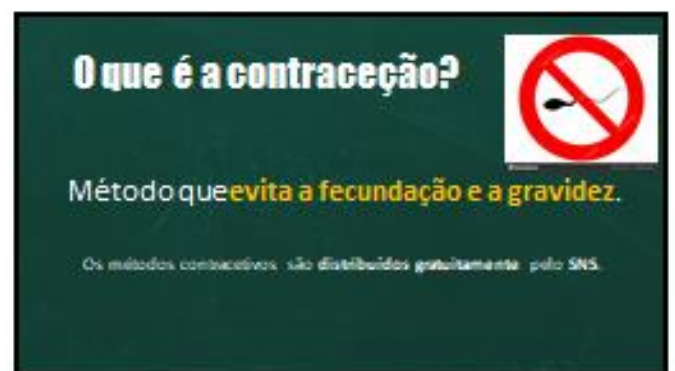 O que é a contraceção?
Método que evita a fecundação e a gravidez.
Os métodos contracetivos são distribuídos gratuitamente pelo SNS.